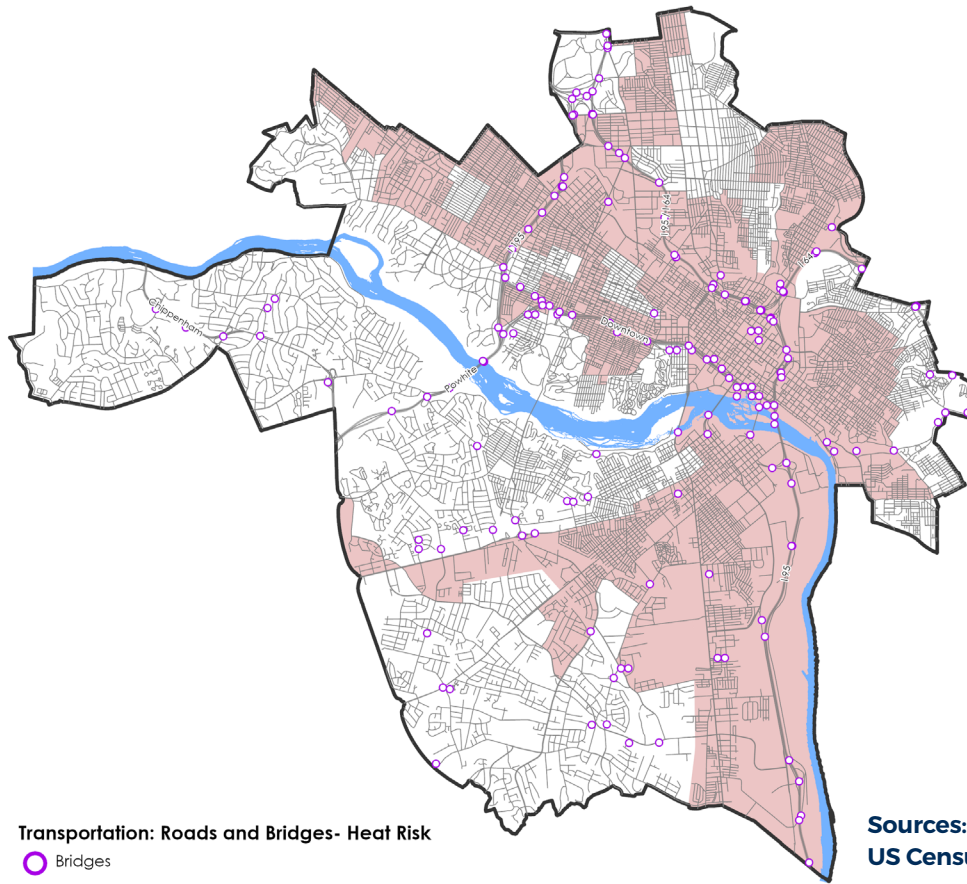 I-95 / I-64
I-95
I-64
Chippenham
Downtown
Powhite
I-95
Transportation: Roads and Bridges- Heat Risk
Bridges
Sources:
US Censu